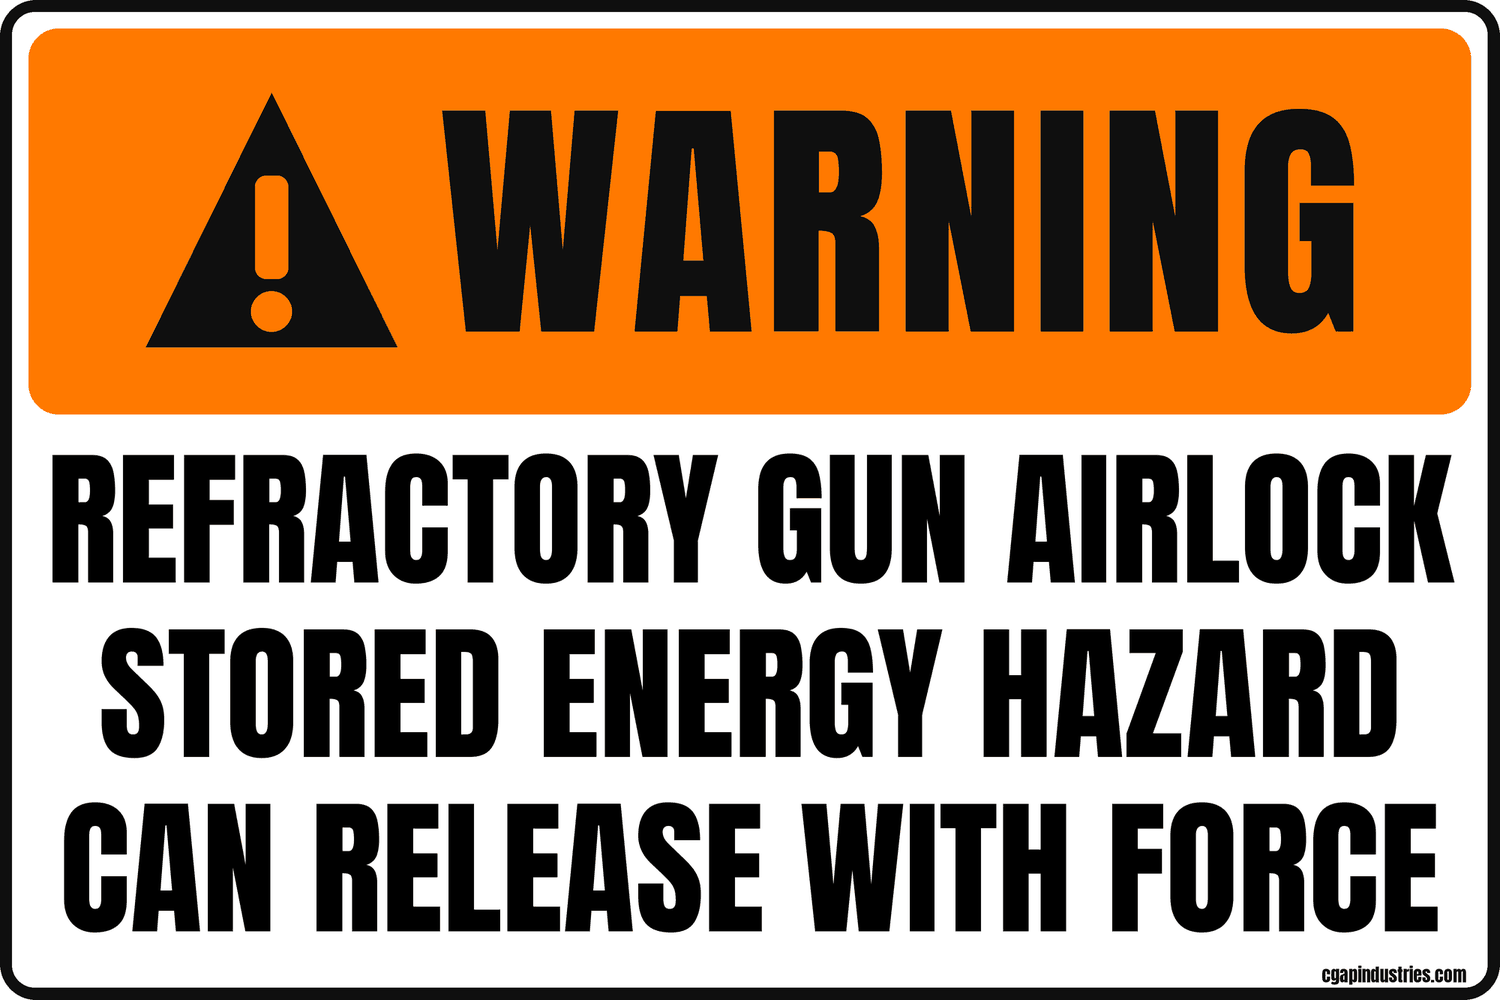 WARNING
REFRACTORY GUN AIRLOCK
STORED ENERGY HAZARD
CAN RELEASE WITH FORCE
cgapindustries.com